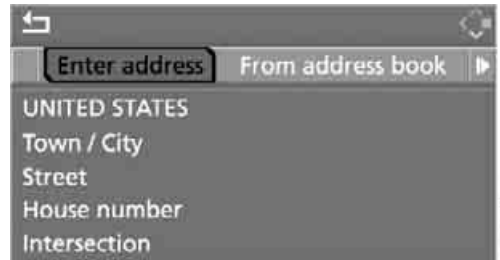 Enter address From address book
UNITED STATES
Town / City
Street
House number
Intersection